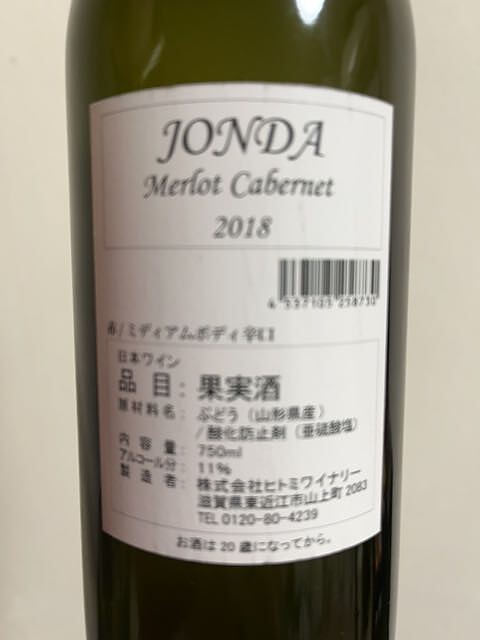 JONDA
Merlot Cabernet
2018
赤/ミディアムボディ辛口
日本ワイン
品目：果実酒
原材料名：ぶどう（山形県産）
/酸化防止剤（亜硫酸塩）
内容量：750ml
アルコール分：11%
製造者：株式会社ヒトミワイナリー
滋賀県東近江市山上町2083
TEL 0120-80-4239
お酒は20歳になってから。